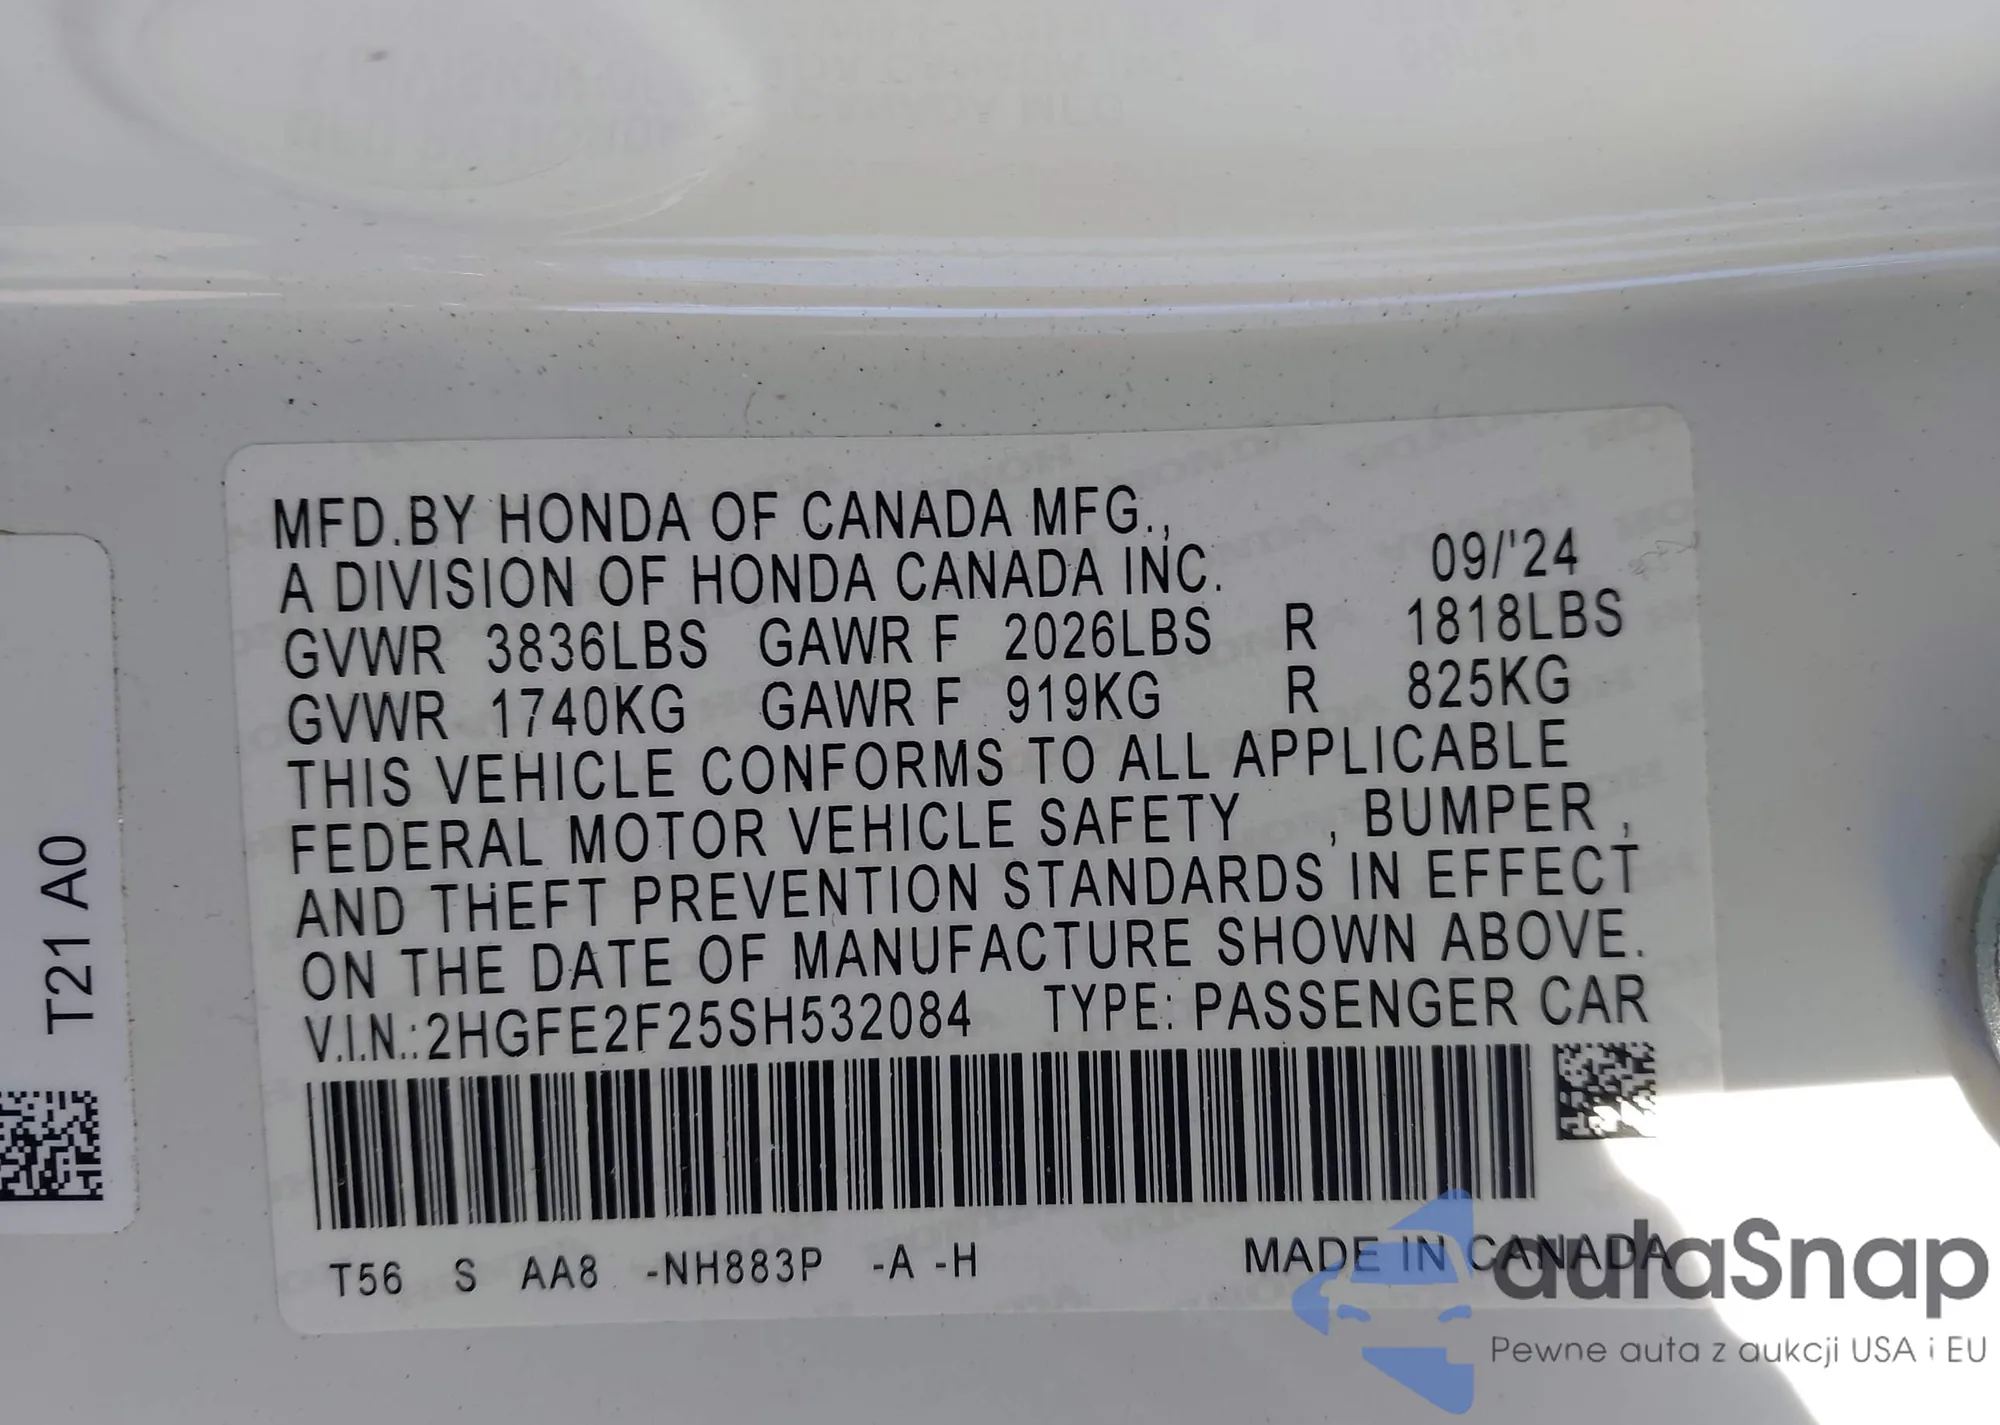 MFD.BY HONDA OF CANADA MFG.,
A DIVISION OF HONDA CANADA INC. 09/'24
GVWR 3836LBS GAWR F 2026LBS R 1818LBS
GVWR 1740KG GAWR F 919KG R 825KG
THIS VEHICLE CONFORMS TO ALL APPLICABLE
FEDERAL MOTOR VEHICLE SAFETY , BUMPER ,
AND THEFT PREVENTION STANDARDS IN EFFECT
ON THE DATE OF MANUFACTURE SHOWN ABOVE.
V.I.N.:2HGFE2F25SH532084 TYPE: PASSENGER CAR
T56 S AA8 -NH883P -A -H MADE IN CANADA
T21 A0
autaSnap
Pewne auta z aukcji USA i EU